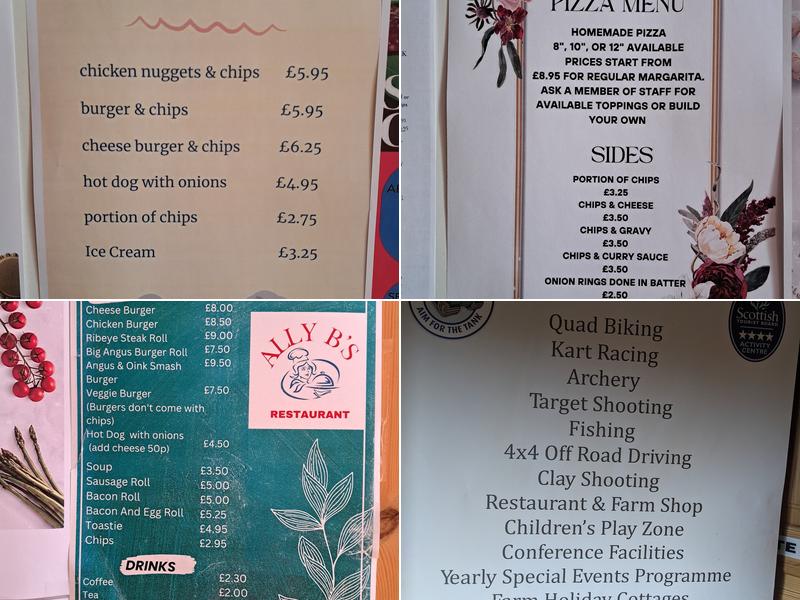 chicken nuggets & chips £5.95
burger & chips £5.95
cheese burger & chips £6.25
hot dog with onions £4.95
portion of chips £2.75
Ice Cream £3.25
PIZZA MENU
HOMEMADE PIZZA
8", 10", OR 12" AVAILABLE
PRICES START FROM
£8.95 FOR REGULAR MARGARITA.
ASK A MEMBER OF STAFF FOR
AVAILABLE TOPPINGS OR BUILD
YOUR OWN
SIDES
PORTION OF CHIPS
£3.25
CHIPS & CHEESE
£3.50
CHIPS & GRAVY
£3.50
CHIPS & CURRY SAUCE
£3.50
ONION RINGS DONE IN BATTER
£2.50
Cheese Burger £8.00
Chicken Burger £8.50
Ribeye Steak Roll £9.00
Big Angus Burger Roll £7.50
Angus & Oink Smash £9.50
Burger
Veggie Burger £7.50
(Burgers don't come with
chips)
Hot Dog with onions £4.50
(add cheese 50p)
Soup £3.50
Sausage Roll £5.00
Bacon Roll £5.00
Bacon And Egg Roll £5.25
Toastie £4.95
Chips £2.95
DRINKS
Coffee £2.30
Tea £2.00
ALLY B'S
RESTAURANT
AIM FOR THE TANK
Scottish
TOURIST BOARD
★★★★
ACTIVITY
CENTRE
Quad Biking
Kart Racing
Archery
Target Shooting
Fishing
4x4 Off Road Driving
Clay Shooting
Restaurant & Farm Shop
Children's Play Zone
Conference Facilities
Yearly Special Events Programme
Farm Holiday Cottages